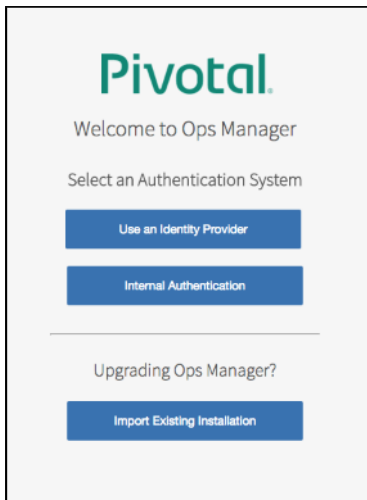 Pivotal.
Welcome to Ops Manager
Select an Authentication System
Use an Identity Provider
Internal Authentication
Upgrading Ops Manager?
Import Existing Installation